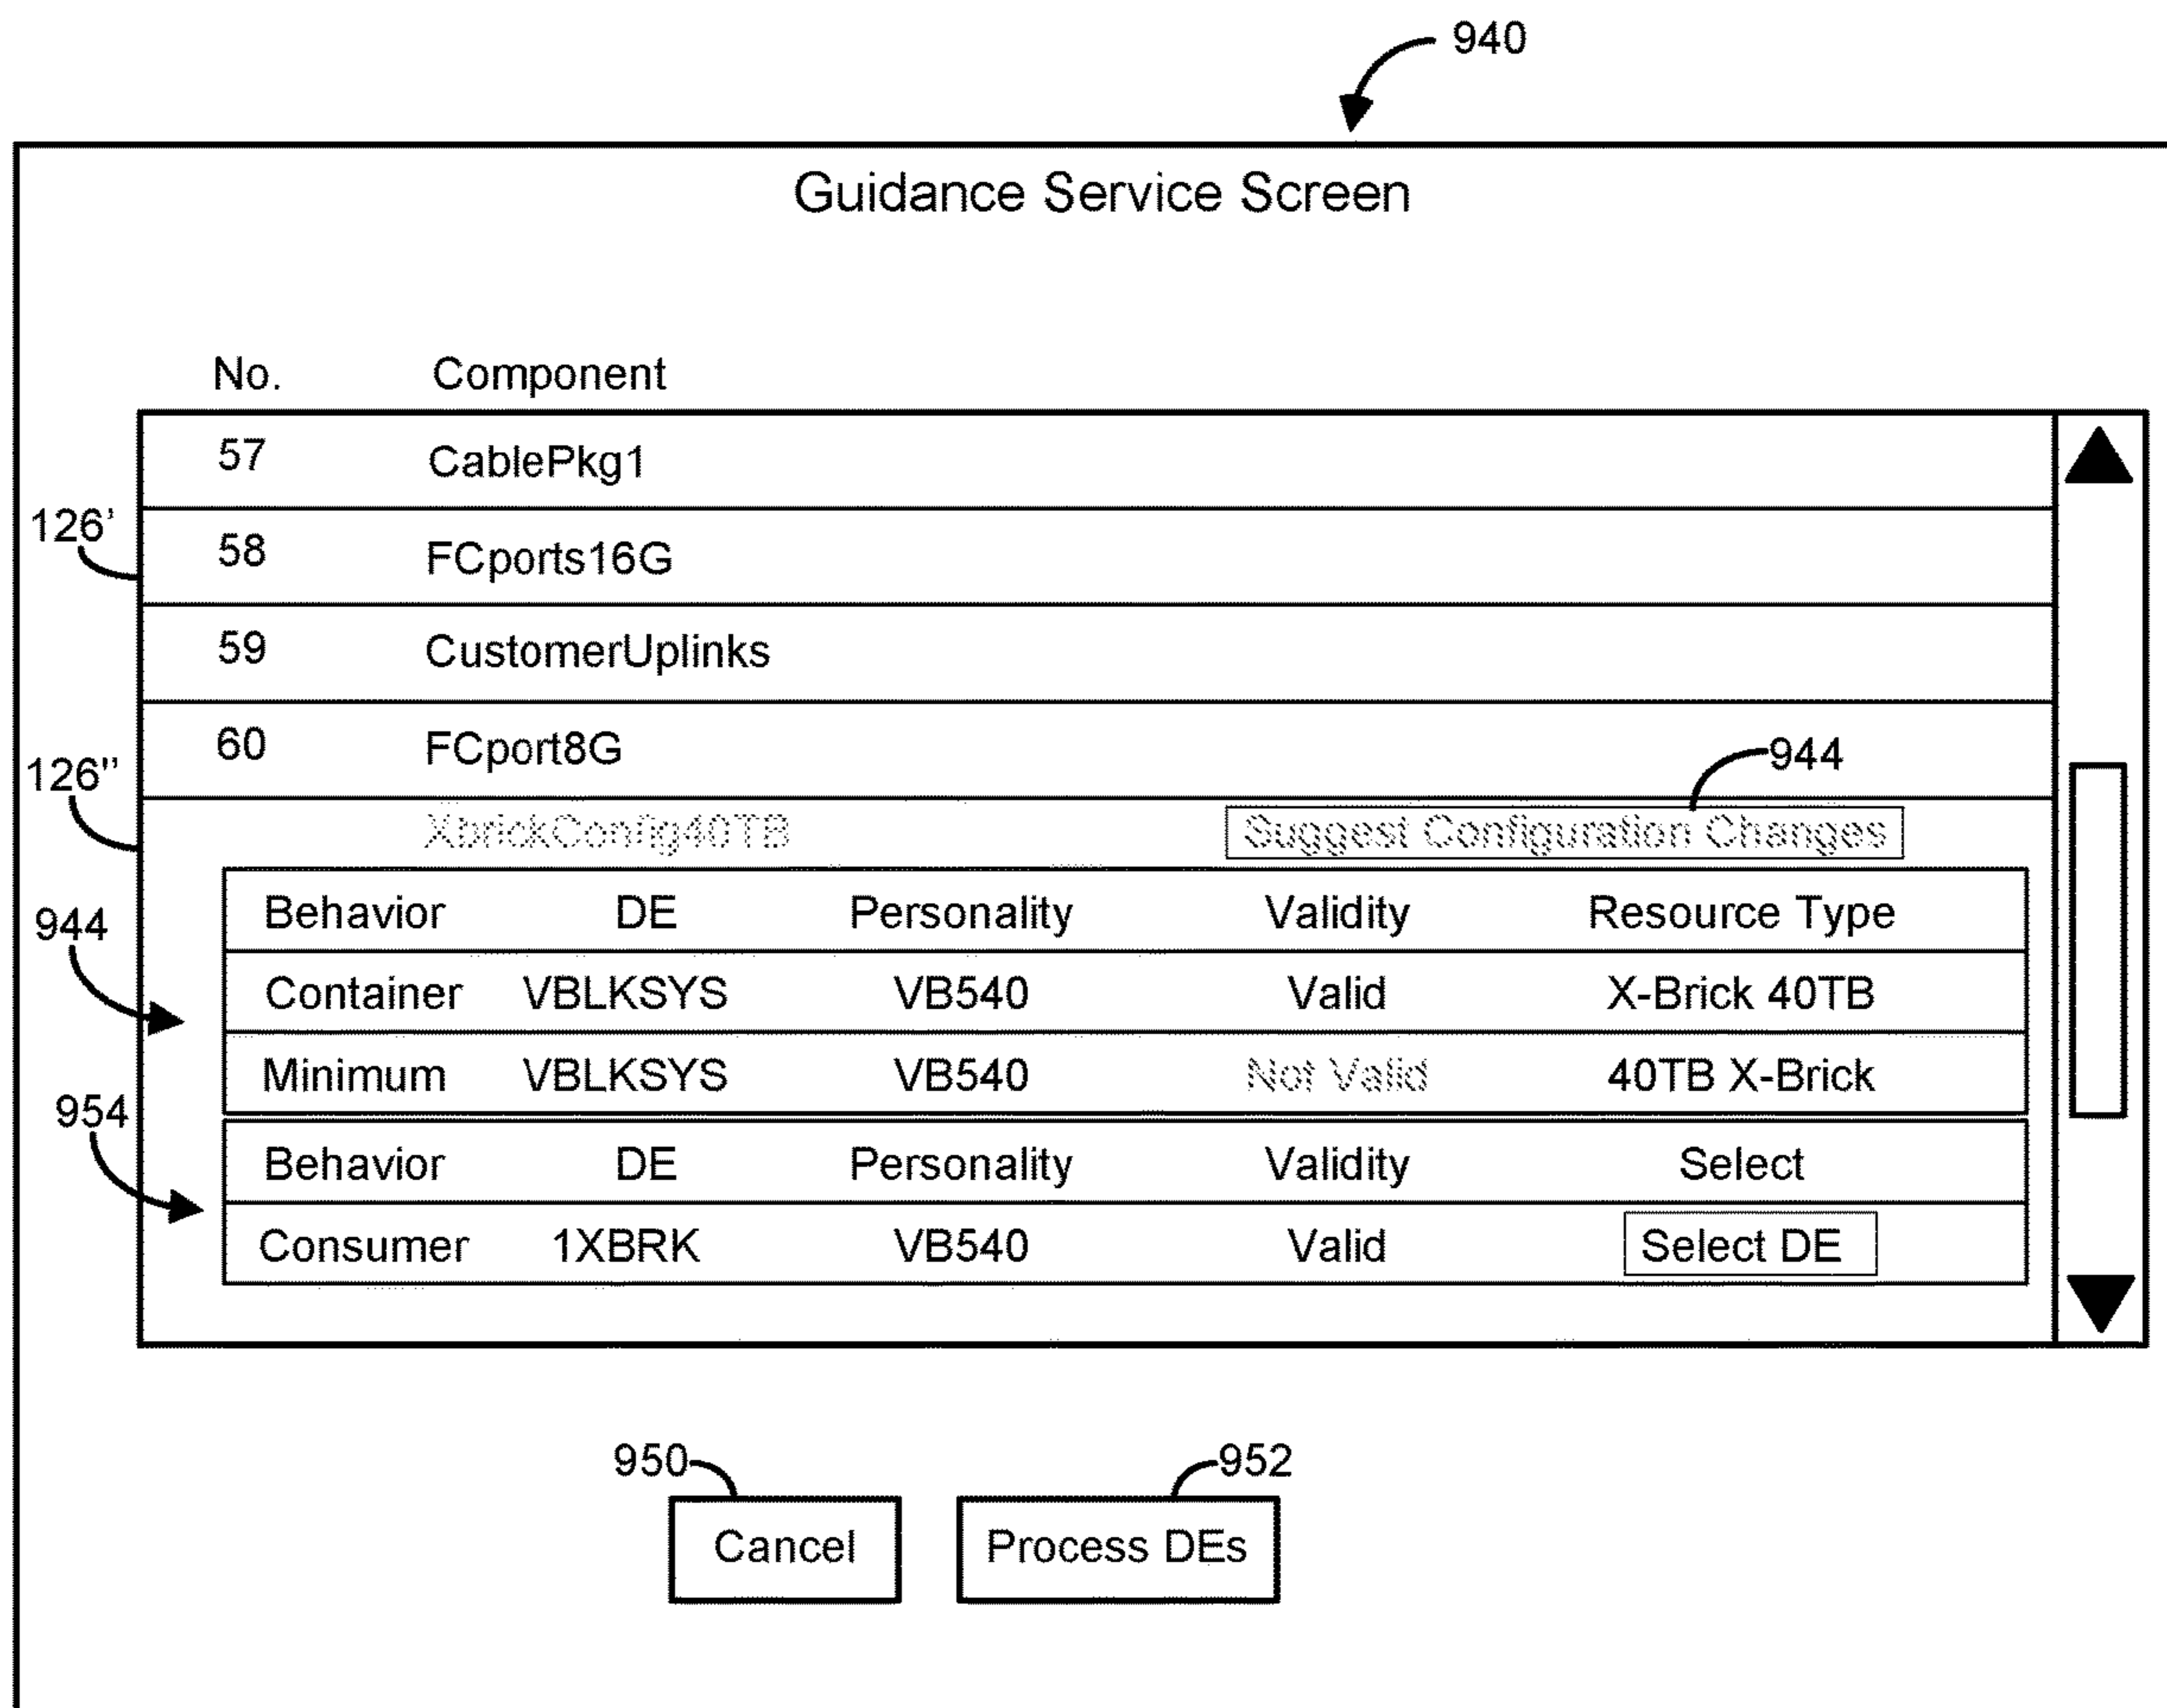 940
Guidance Service Screen
No. Component
57 CablePkg1
126'
58 FCports16G
59 CustomerUplinks
60 FCport8G
944
126"
XbrickConfig40TB Suggest Configuration Changes
Behavior DE Personality Validity Resource Type
944
Container VBLKSYS VB540 Valid X-Brick 40TB
Minimum VBLKSYS VB540 Not Valid 40TB X-Brick
954
Behavior DE Personality Validity Select
Consumer 1XBRK VB540 Valid Select DE
950 952
Cancel Process DEs